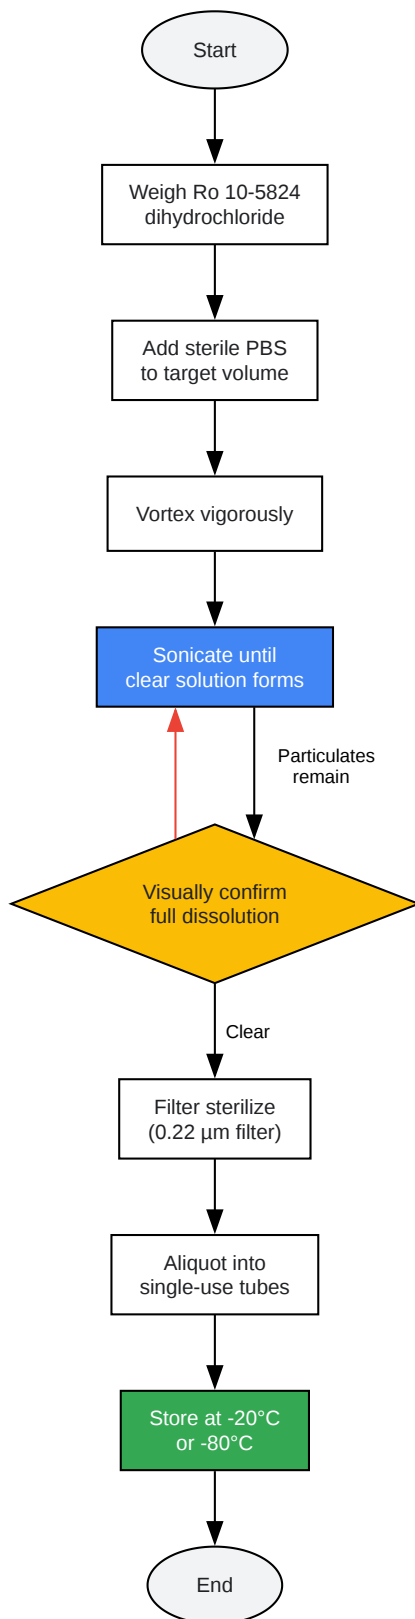 Start
Weigh Ro 10-5824
dihydrochloride
Add sterile PBS
to target volume
Vortex vigorously
Sonicate until
clear solution forms
Particulates
remain
Visually confirm
full dissolution
Clear
Filter sterilize
(0.22 µm filter)
Aliquot into
single-use tubes
Store at -20°C
or -80°C
End